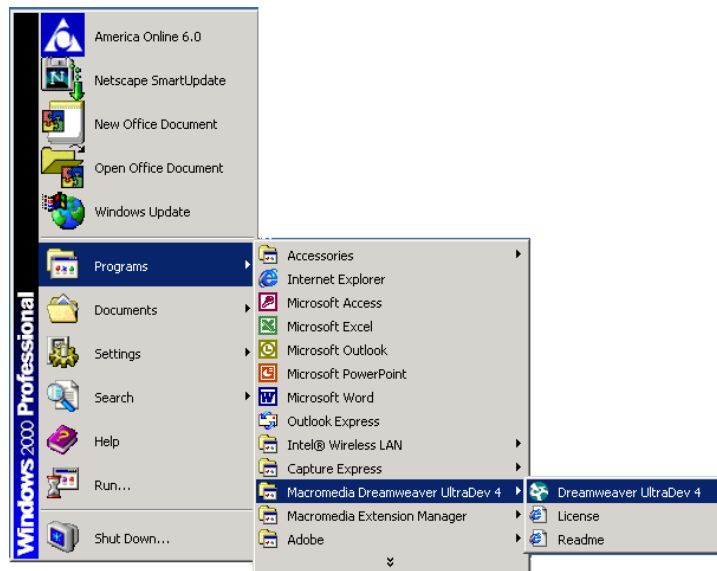 America Online 6.0
Netscape SmartUpdate
New Office Document
Open Office Document
Windows Update
Programs
Documents
Settings
Search
Help
Run...
Shut Down...
Windows 2000 Professional
Accessories
Internet Explorer
Microsoft Access
Microsoft Excel
Microsoft Outlook
Microsoft PowerPoint
Microsoft Word
Outlook Express
Intel® Wireless LAN
Capture Express
Macromedia Dreamweaver UltraDev 4
Macromedia Extension Manager
Adobe
Dreamweaver UltraDev 4
License
Readme